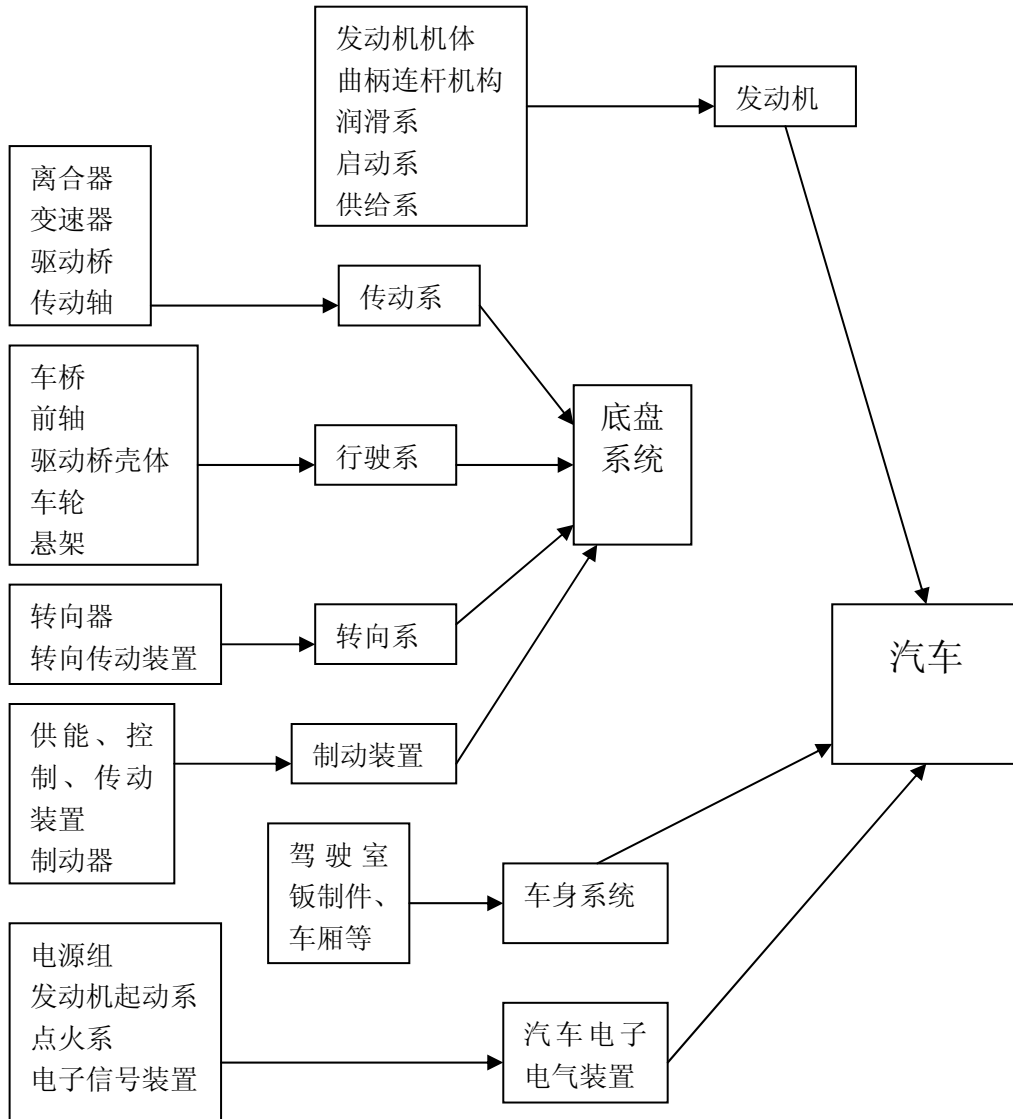 发动机机体
曲柄连杆机构
润滑系
启动系
供给系
发动机
离合器
变速器
驱动桥
传动轴
传动系
车桥
前轴
驱动桥壳体
车轮
悬架
行驶系
底盘
系统
转向器
转向传动装置
转向系
汽车
供能、控
制、传动
装置
制动器
制动装置
驾驶室
钣制件、
车厢等
车身系统
电源组
发动机起动系
点火系
电子信号装置
汽车电子
电气装置